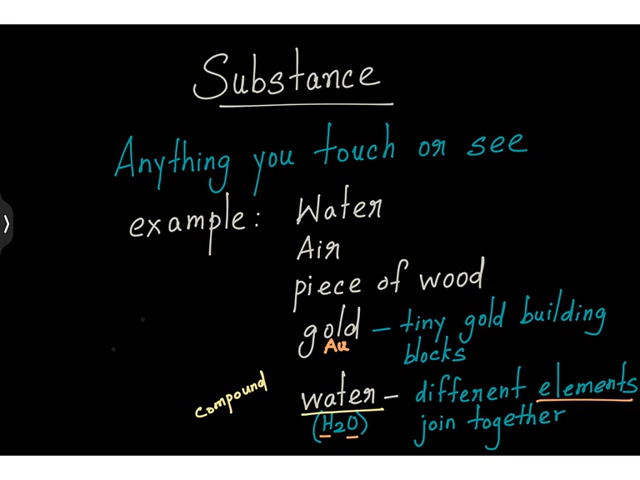 Substance
Anything you touch or see
example: Water
Air
piece of wood
gold – tiny gold building
Au blocks
compound water – different elements
(H2O) join together